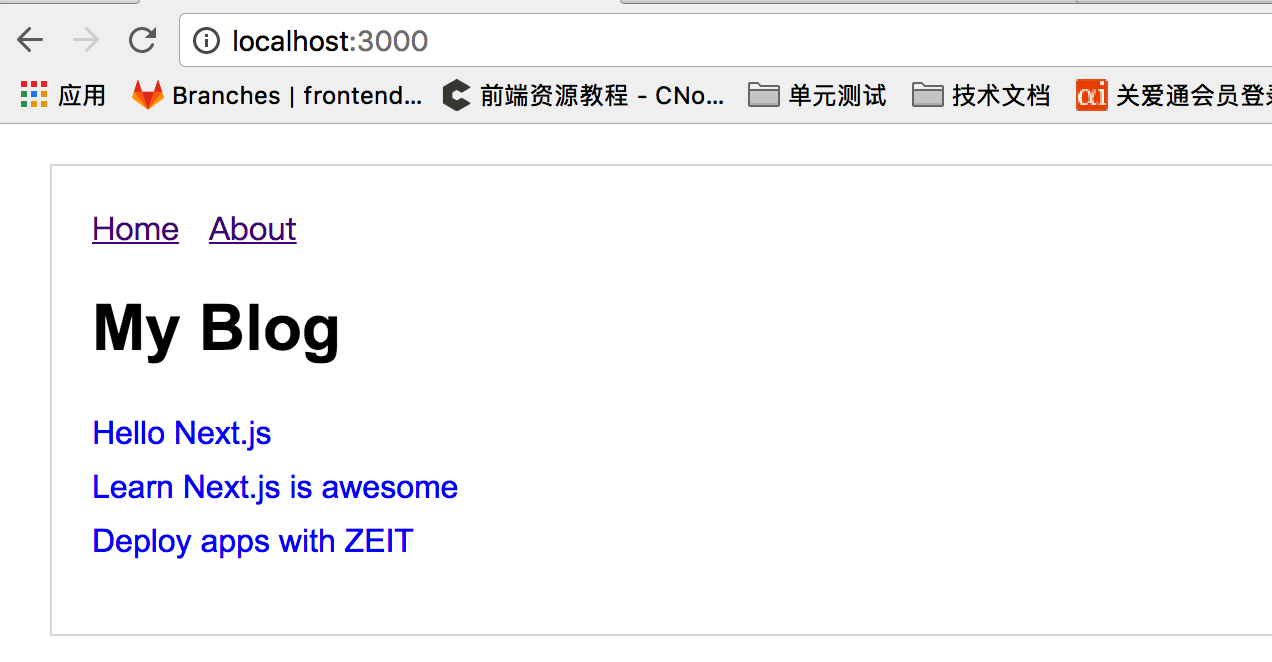 localhost:3000
应用 Branches | frontend... 前端资源教程 - CNo... 单元测试 技术文档 αi 关爱通会员登
Home About
My Blog
Hello Next.js
Learn Next.js is awesome
Deploy apps with ZEIT